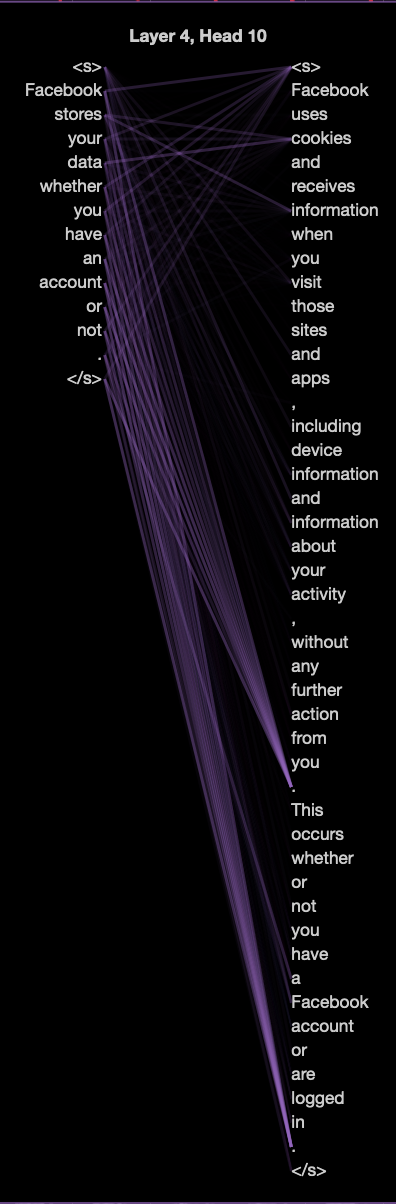 Layer 4, Head 10
<s> <s>
Facebook Facebook
stores uses
your cookies
data and
whether receives
you information
have when
an you
account visit
or those
not sites
. and
</s> apps
,
including
device
information
and
information
about
your
activity
,
without
any
further
action
from
you
.
This
occurs
whether
or
not
you
have
a
Facebook
account
or
are
logged
in
.
</s>